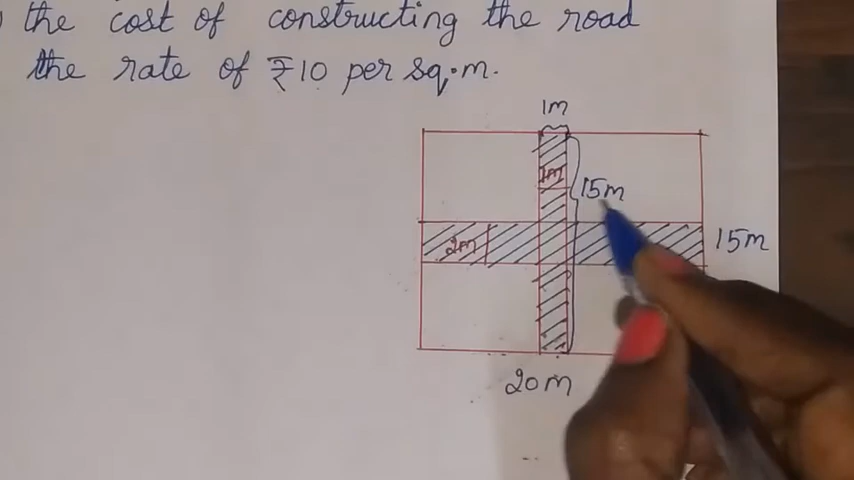 the cost of constructing the road
the rate of ₹10 per sq.m.
1m
1m
15m
2m
15m
20m